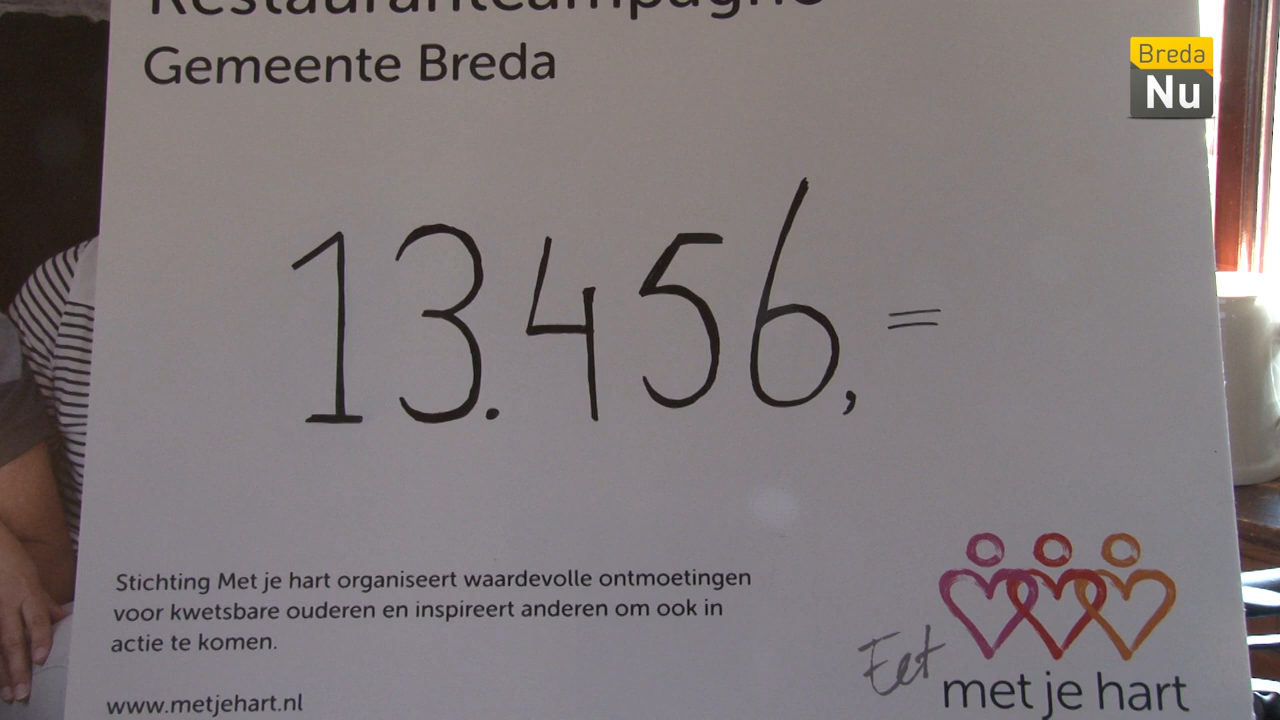 Restaurantcampagne
Gemeente Breda
Breda
Nu
13.456,=
Stichting Met je hart organiseert waardevolle ontmoetingen
voor kwetsbare ouderen en inspireert anderen om ook in
actie te komen.
www.metjehart.nl
Eet
met je hart